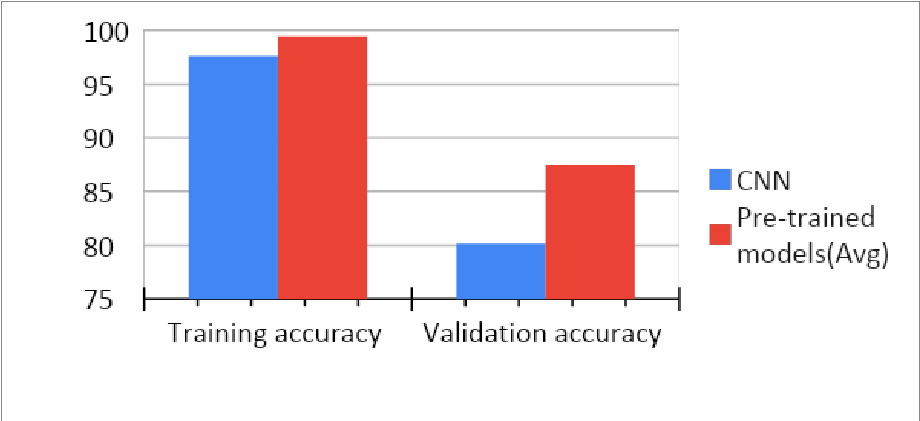 100
95
90
85
80
75
Training accuracy
Validation accuracy
CNN
Pre-trained
models(Avg)